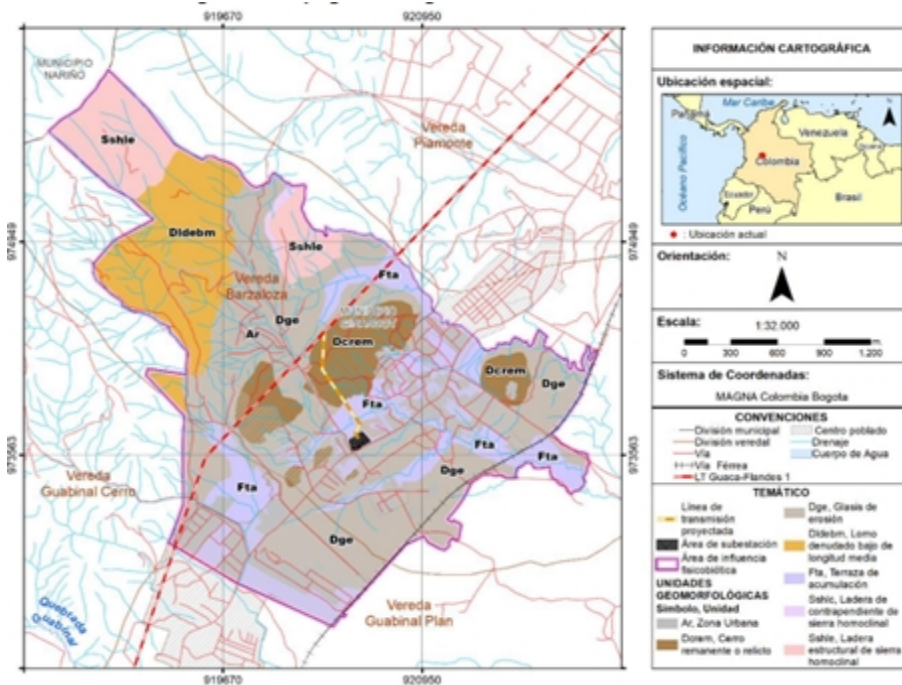 919670
920950
MUNICIPIO
NARIÑO
Vereda
Piamonte
Sshle
Dldebm
974949
974949
Sshle
Fta
Vereda
Barzaloza
Dge
MUNICIPIO
Ar
Dcrem
Dcrem
Dge
Fta
973563
973563
Fta
Fta
Vereda
Guabinal Cerro
Fta
Dge
Dge
Vereda
Guabinal Plan
Quebrada
919670
920950
INFORMACIÓN CARTOGRÁFICA
Ubicación espacial:
Mar Caribe
Panamá
Venezuela
Océano Pacífico
Colombia
Ecuador
Perú
Brasil
: Ubicación actual
Orientación:
N
Escala:
1:32.000
0 300 600 900 1.200
Sistema de Coordenadas:
MAGNA Colombia Bogota
CONVENCIONES
División municipal
División veredal
Vía
Vía Férrea
LT Guaca-Flandes 1
Centro poblado
Drenaje
Cuerpo de Agua
TEMÁTICO
Línea de
transmisión
proyectada
Área de subestación
Área de influencia
fisicobiótica
UNIDADES
GEOMORFOLÓGICAS
Símbolo, Unidad
Ar, Zona Urbana
Dcrem, Cerro
remanente o relicto
Dge, Glasis de
erosión
Dldebm, Lomo
denudado bajo de
longitud media
Fta, Terraza de
acumulación
Sshlc, Ladera de
contrapendiente de
sierra homoclinal
Sshle, Ladera
estructural de sierra
homoclinal